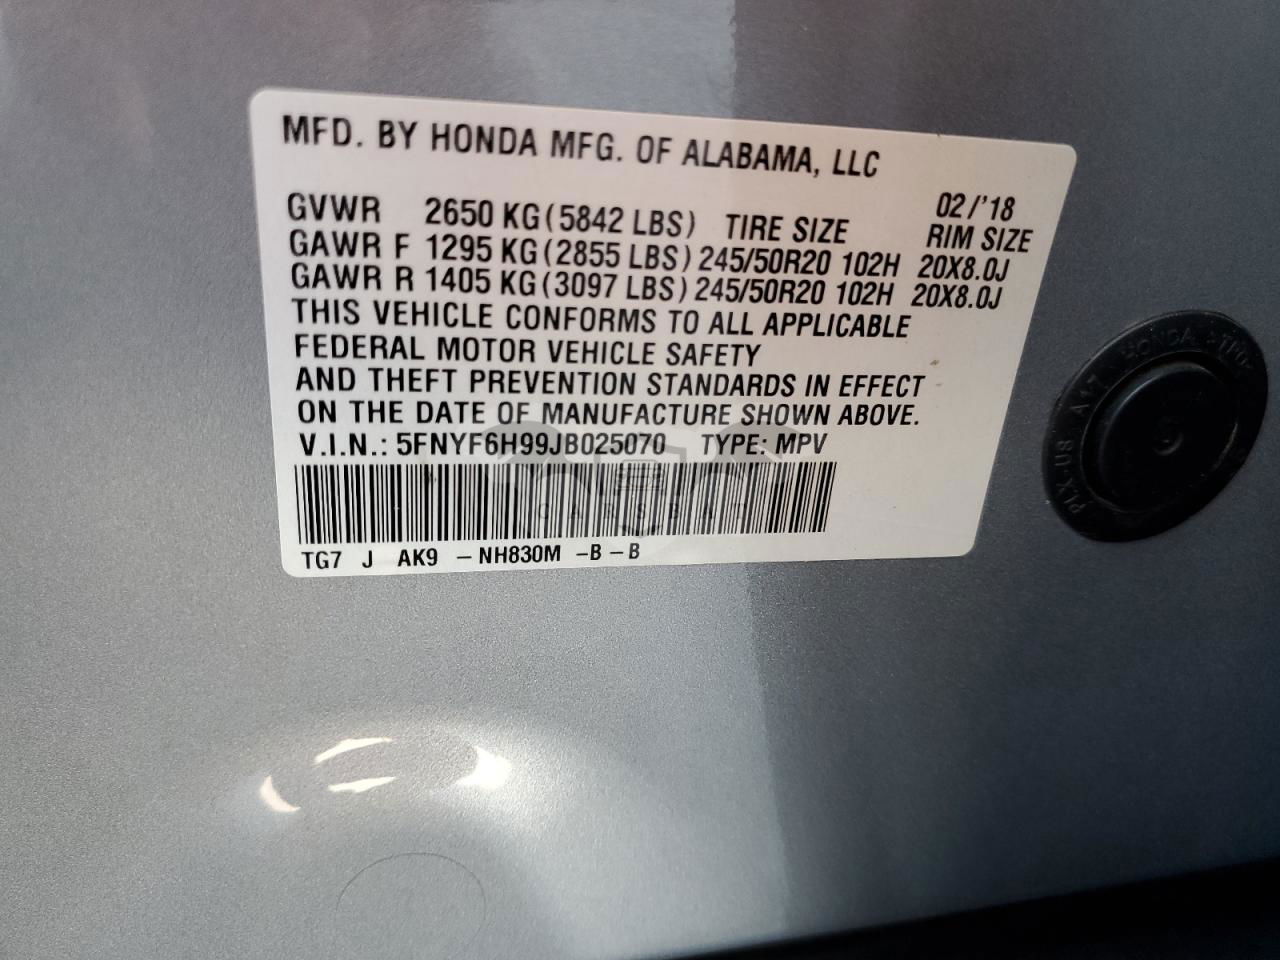 MFD. BY HONDA MFG. OF ALABAMA, LLC
02/'18
GVWR 2650 KG(5842 LBS) TIRE SIZE RIM SIZE
GAWR F 1295 KG(2855 LBS) 245/50R20 102H 20X8.0J
GAWR R 1405 KG(3097 LBS) 245/50R20 102H 20X8.0J
THIS VEHICLE CONFORMS TO ALL APPLICABLE
FEDERAL MOTOR VEHICLE SAFETY
AND THEFT PREVENTION STANDARDS IN EFFECT
ON THE DATE OF MANUFACTURE SHOWN ABOVE.
V.I.N.: 5FNYF6H99JB025070 TYPE: MPV
TG7 J AK9 -NH830M -B-B
HONDA
A17